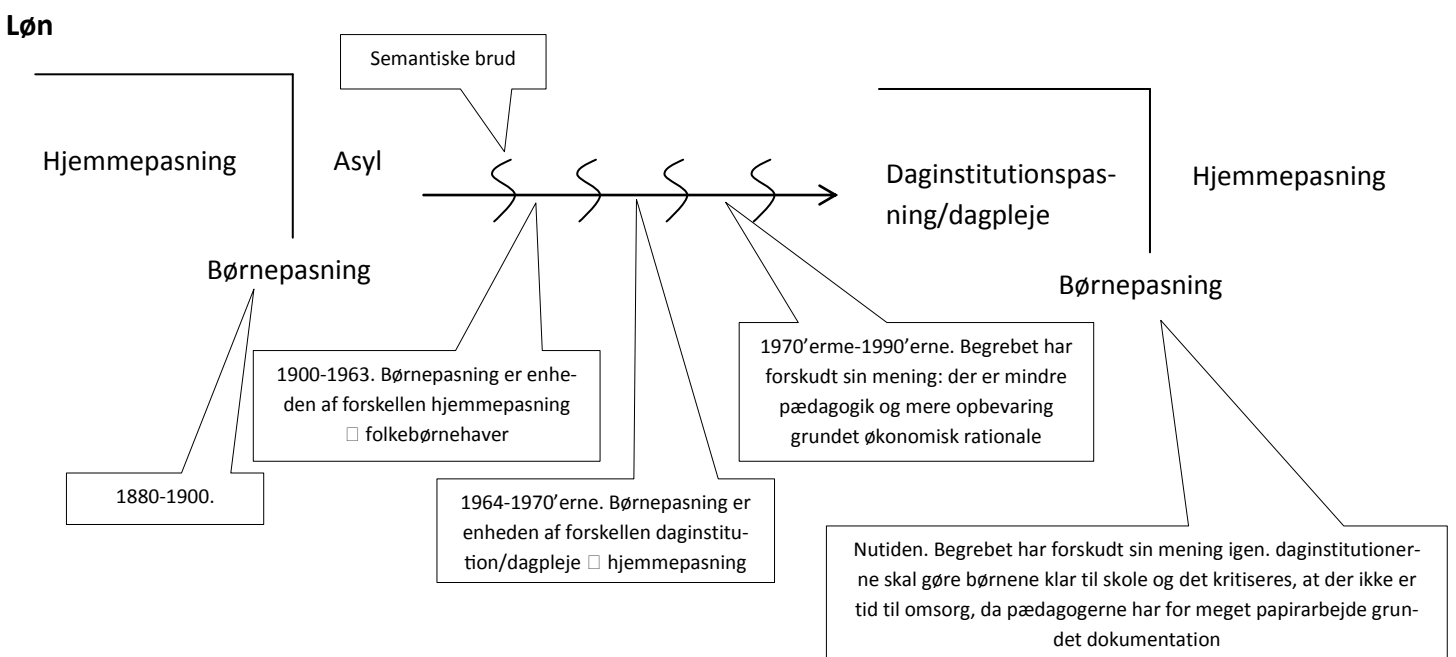 Løn
Semantiske brud
Hjemmepasning
Asyl
Daginstitutionspas-
ning/dagpleje
Hjemmepasning
Børnepasning
Børnepasning
1900-1963. Børnepasning er enhe-
den af forskellen hjemmepasning
□ folkebørnehaver
1970’erme-1990’erne. Begrebet har
forskudt sin mening: der er mindre
pædagogik og mere opbevaring
grundet økonomisk rationale
1880-1900.
1964-1970’erne. Børnepasning er
enheden af forskellen daginstitu-
tion/dagpleje □ hjemmepasning
Nutiden. Begrebet har forskudt sin mening igen. daginstitutioner-
ne skal gøre børnene klar til skole og det kritiseres, at der ikke er
tid til omsorg, da pædagogerne har for meget papirarbejde grun-
det dokumentation